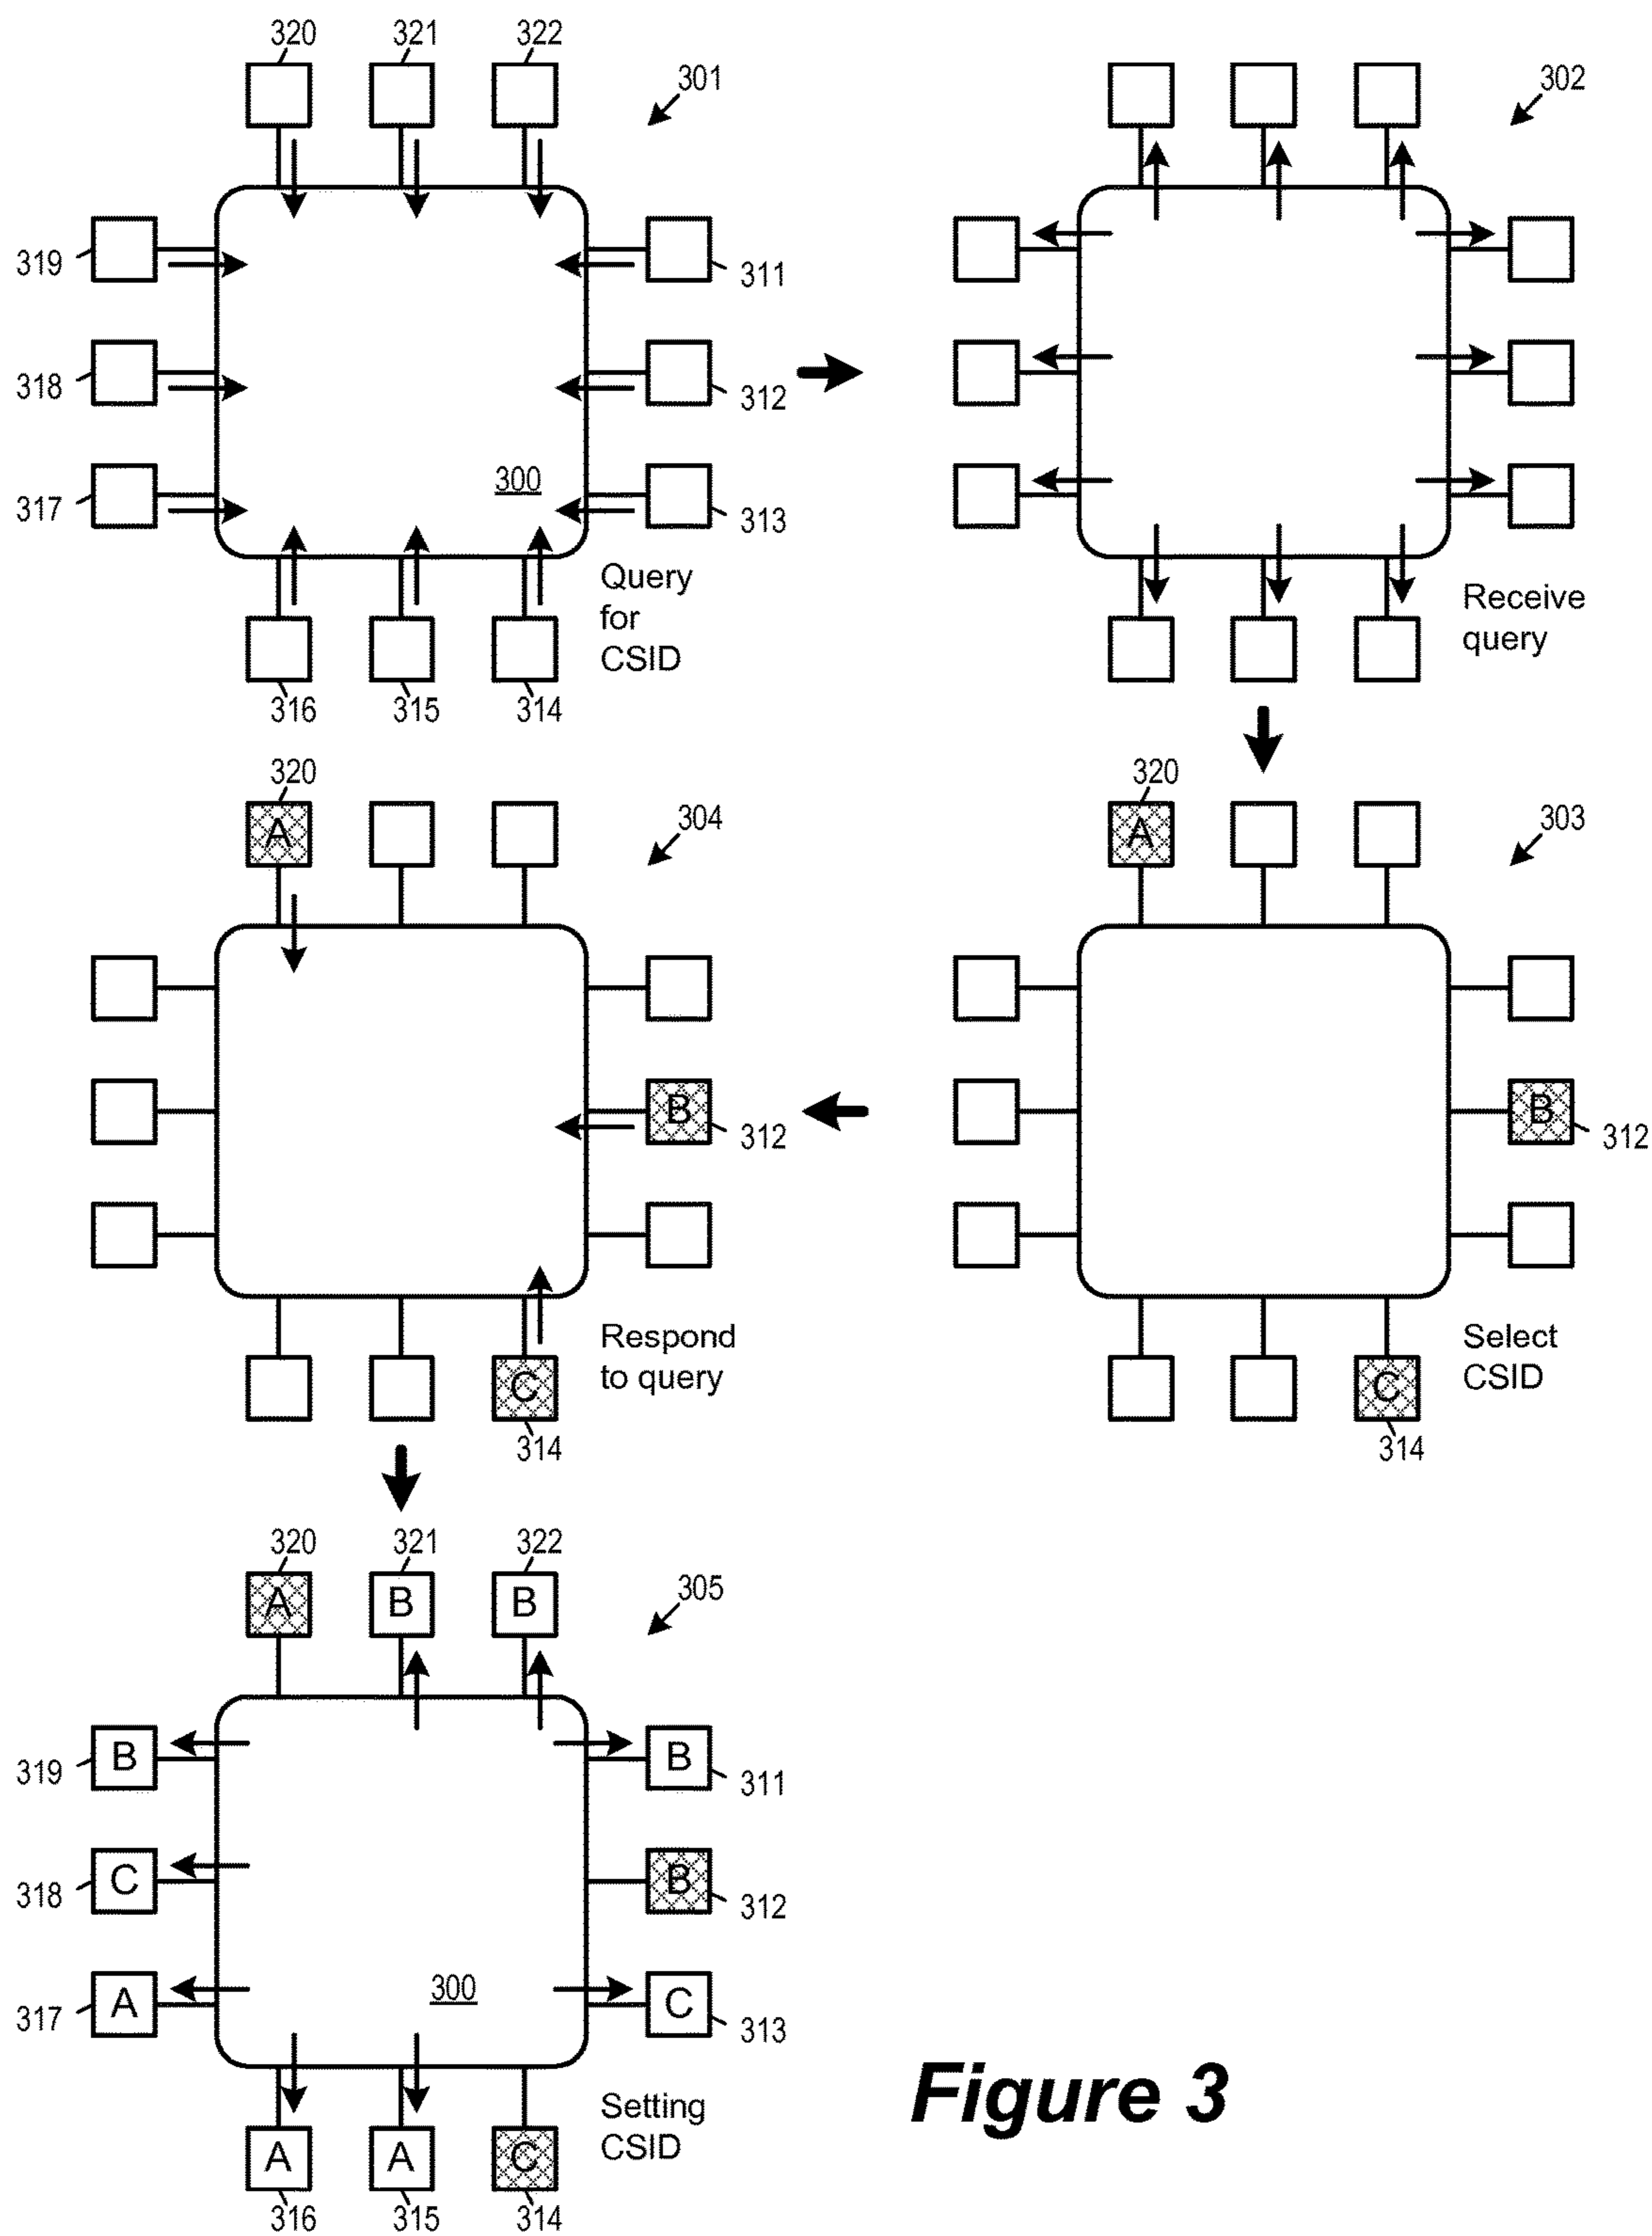 320 321 322
301
302
319
311
318
312
317
300
313
Query
for
CSID
Receive
query
316 315 314
320
A
304
320
A
303
B
312
B
312
Respond
to query
Select
CSID
C
314
C
314
320 321 322
A B B
305
319 B
B 311
318 C
B 312
317 A
300
C 313
Setting
CSID
A A C
316 315 314
Figure 3